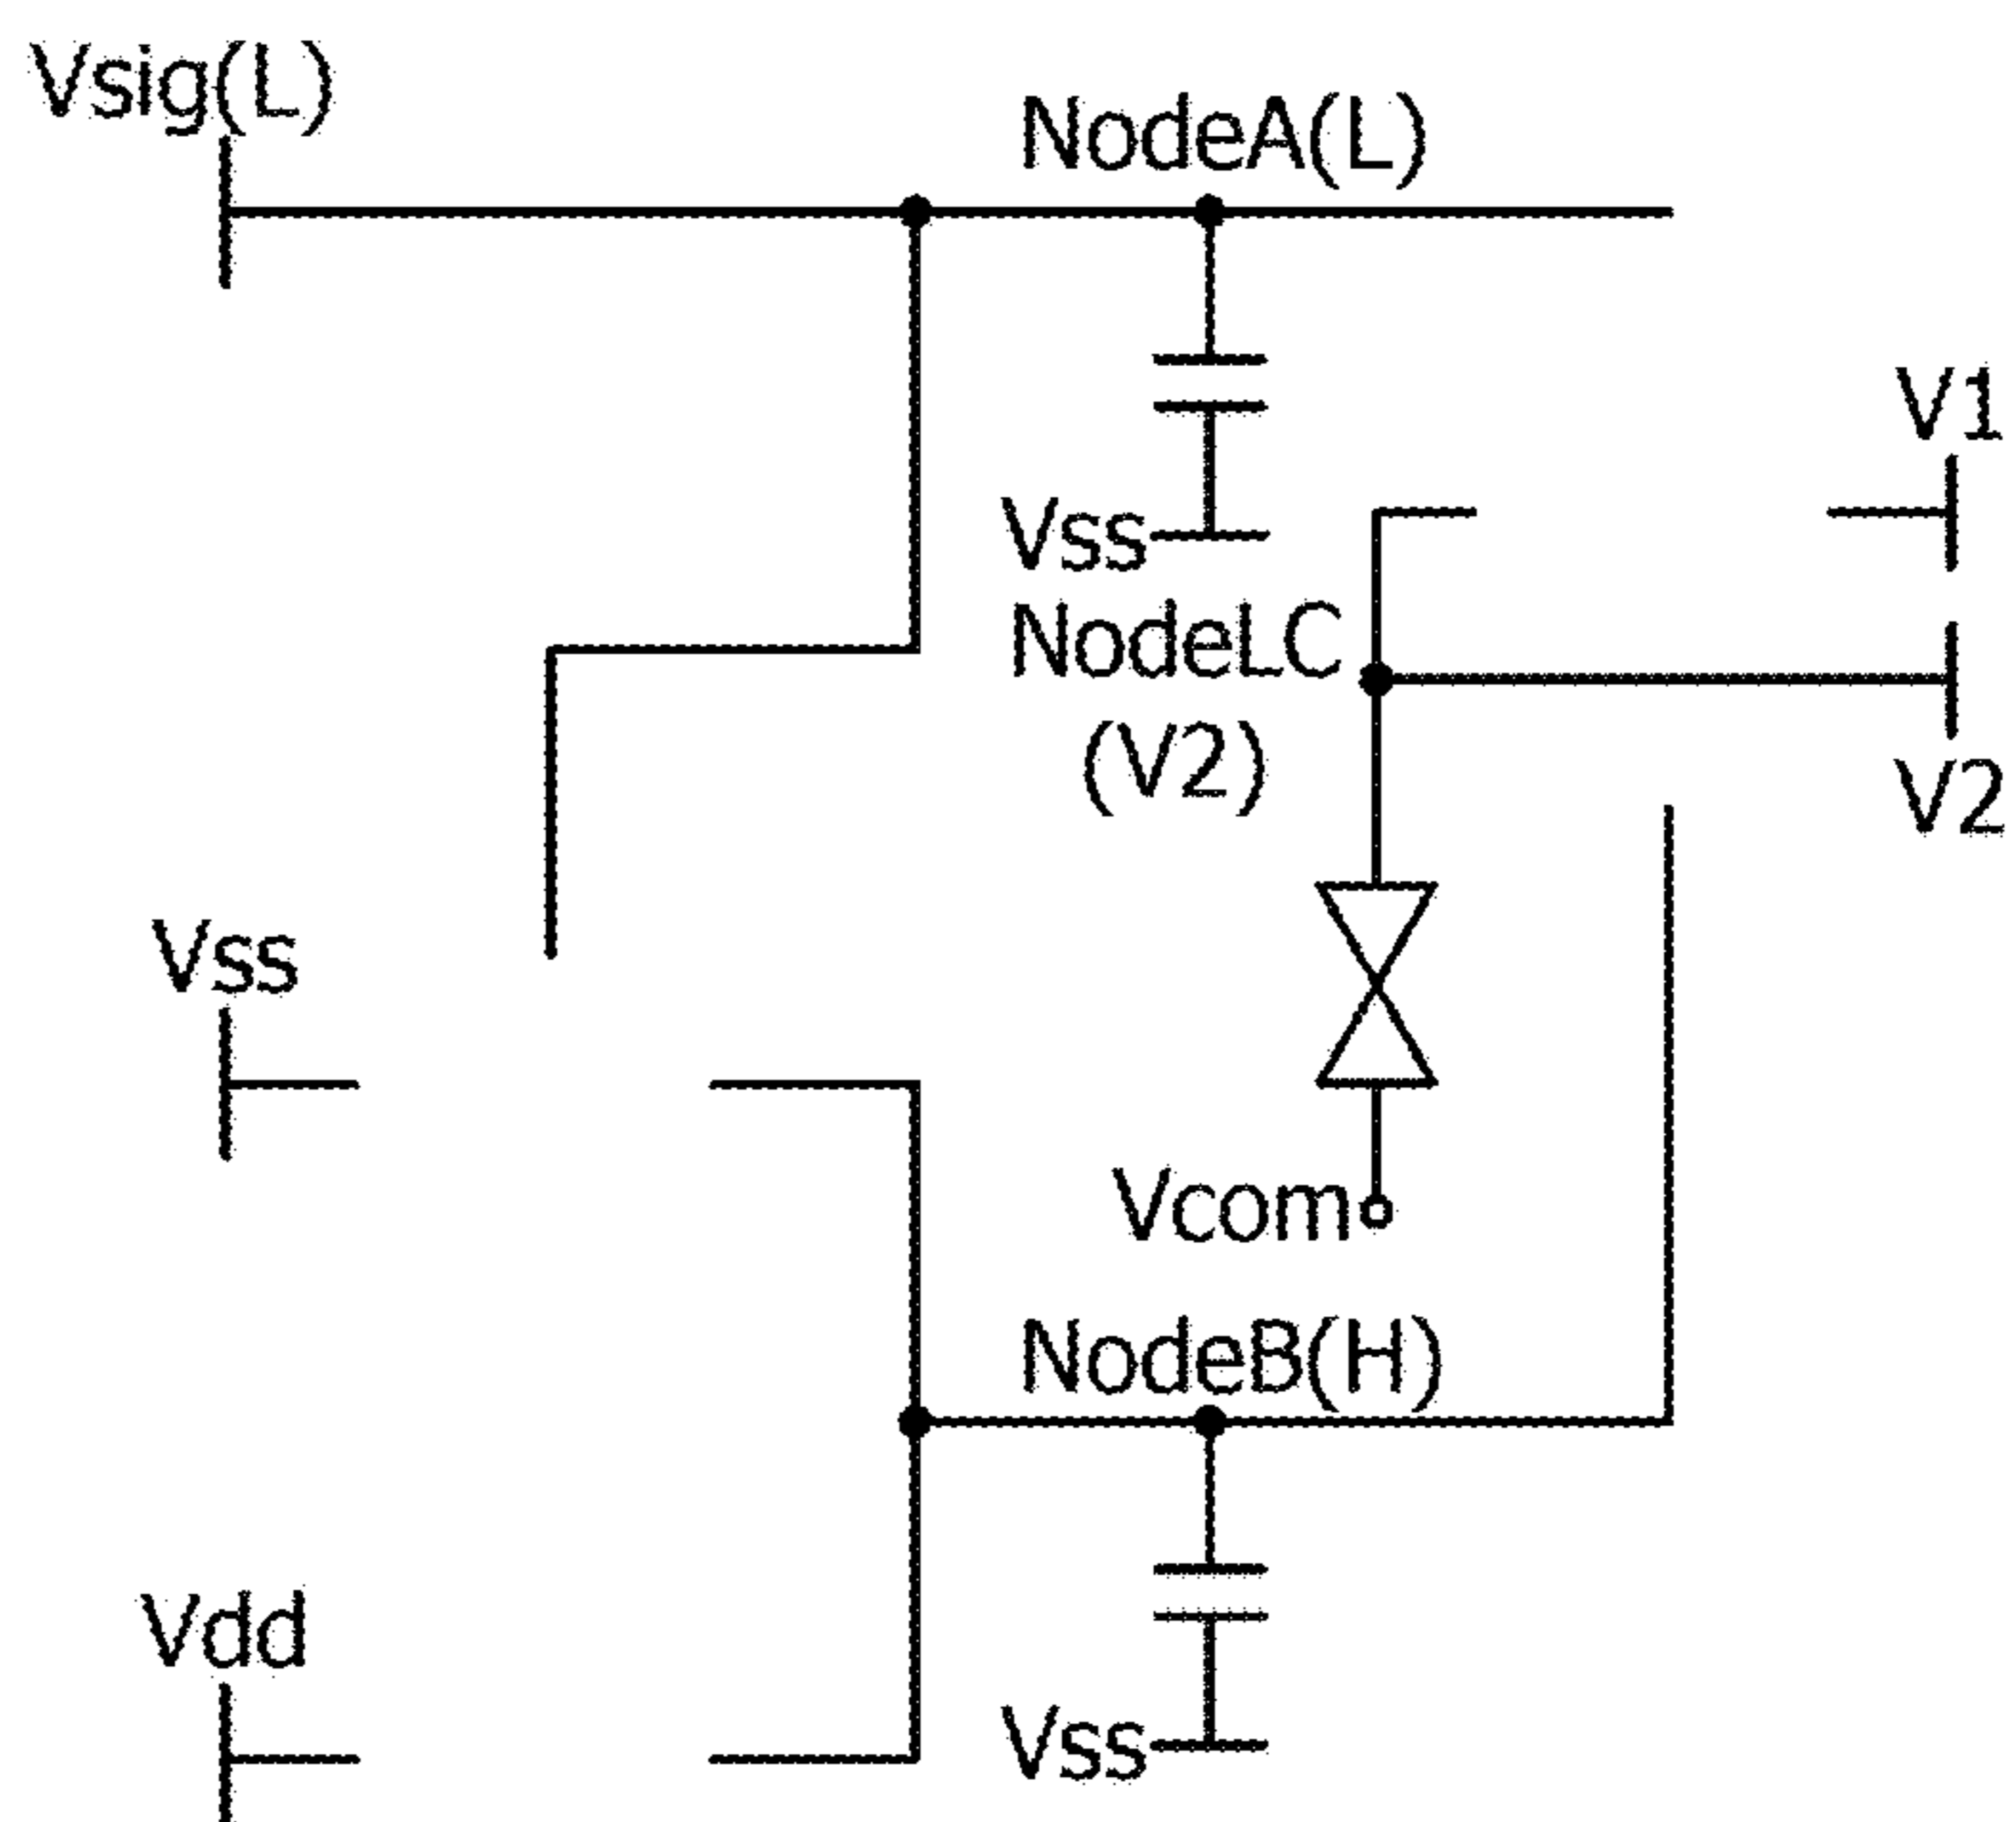 Vsig(L)
NodeA(L)
V1
Vss
NodeLC
(V2)
V2
Vss
Vcom
NodeB(H)
Vdd
Vss